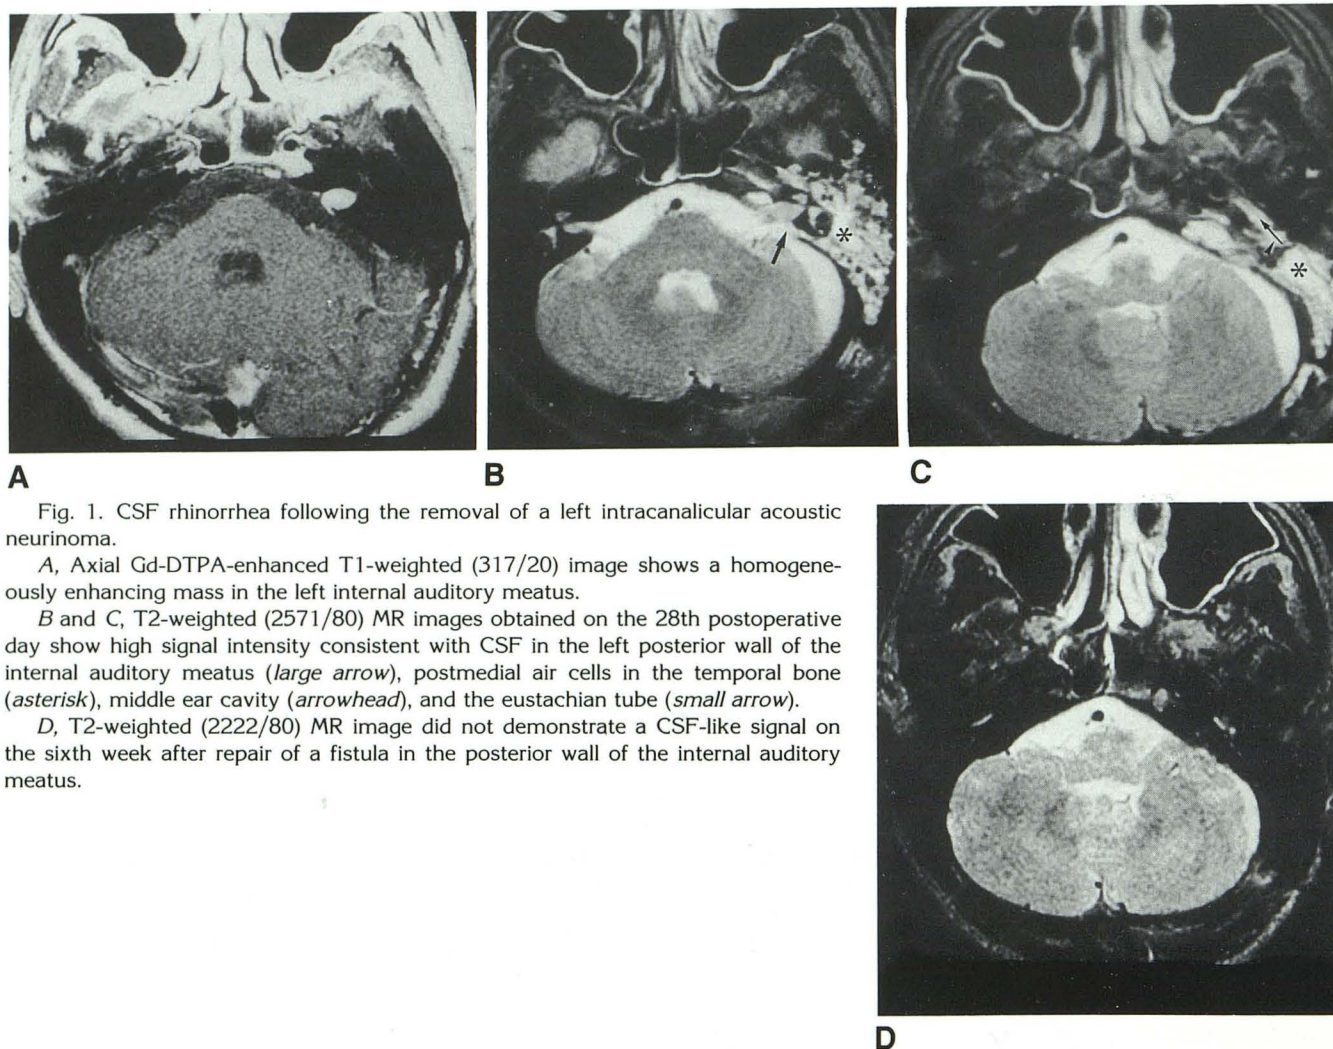 A
B
C
*
*
Fig. 1. CSF rhinorrhea following the removal of a left intracanalicular acoustic
neurinoma.
A, Axial Gd-DTPA-enhanced T1-weighted (317/20) image shows a homogene-
ously enhancing mass in the left internal auditory meatus.
B and C, T2-weighted (2571/80) MR images obtained on the 28th postoperative
day show high signal intensity consistent with CSF in the left posterior wall of the
internal auditory meatus (large arrow), postmedial air cells in the temporal bone
(asterisk), middle ear cavity (arrowhead), and the eustachian tube (small arrow).
D, T2-weighted (2222/80) MR image did not demonstrate a CSF-like signal on
the sixth week after repair of a fistula in the posterior wall of the internal auditory
meatus.
D